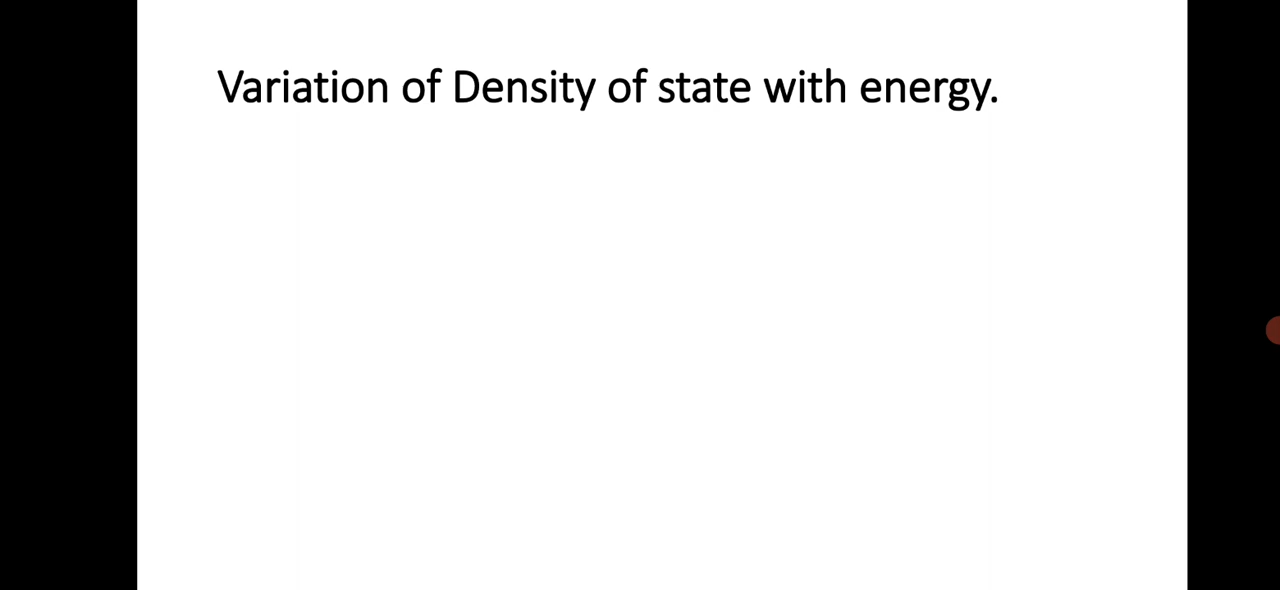 Variation of Density of state with energy.